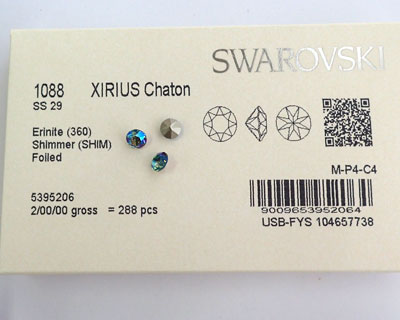 SWAROVSKI
1088 XIRIUS Chaton
SS 29
Erinite (360)
Shimmer (SHIM)
Foiled
M-P4-C4
5395206
2/00/00 gross = 288 pcs
9009653952064
USB-FYS 104657738